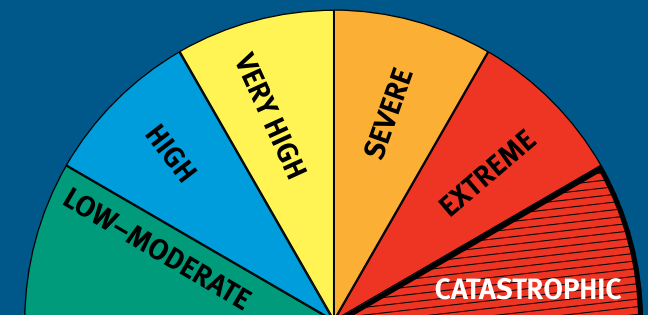 LOW–MODERATE
HIGH
VERY HIGH
SEVERE
EXTREME
CATASTROPHIC